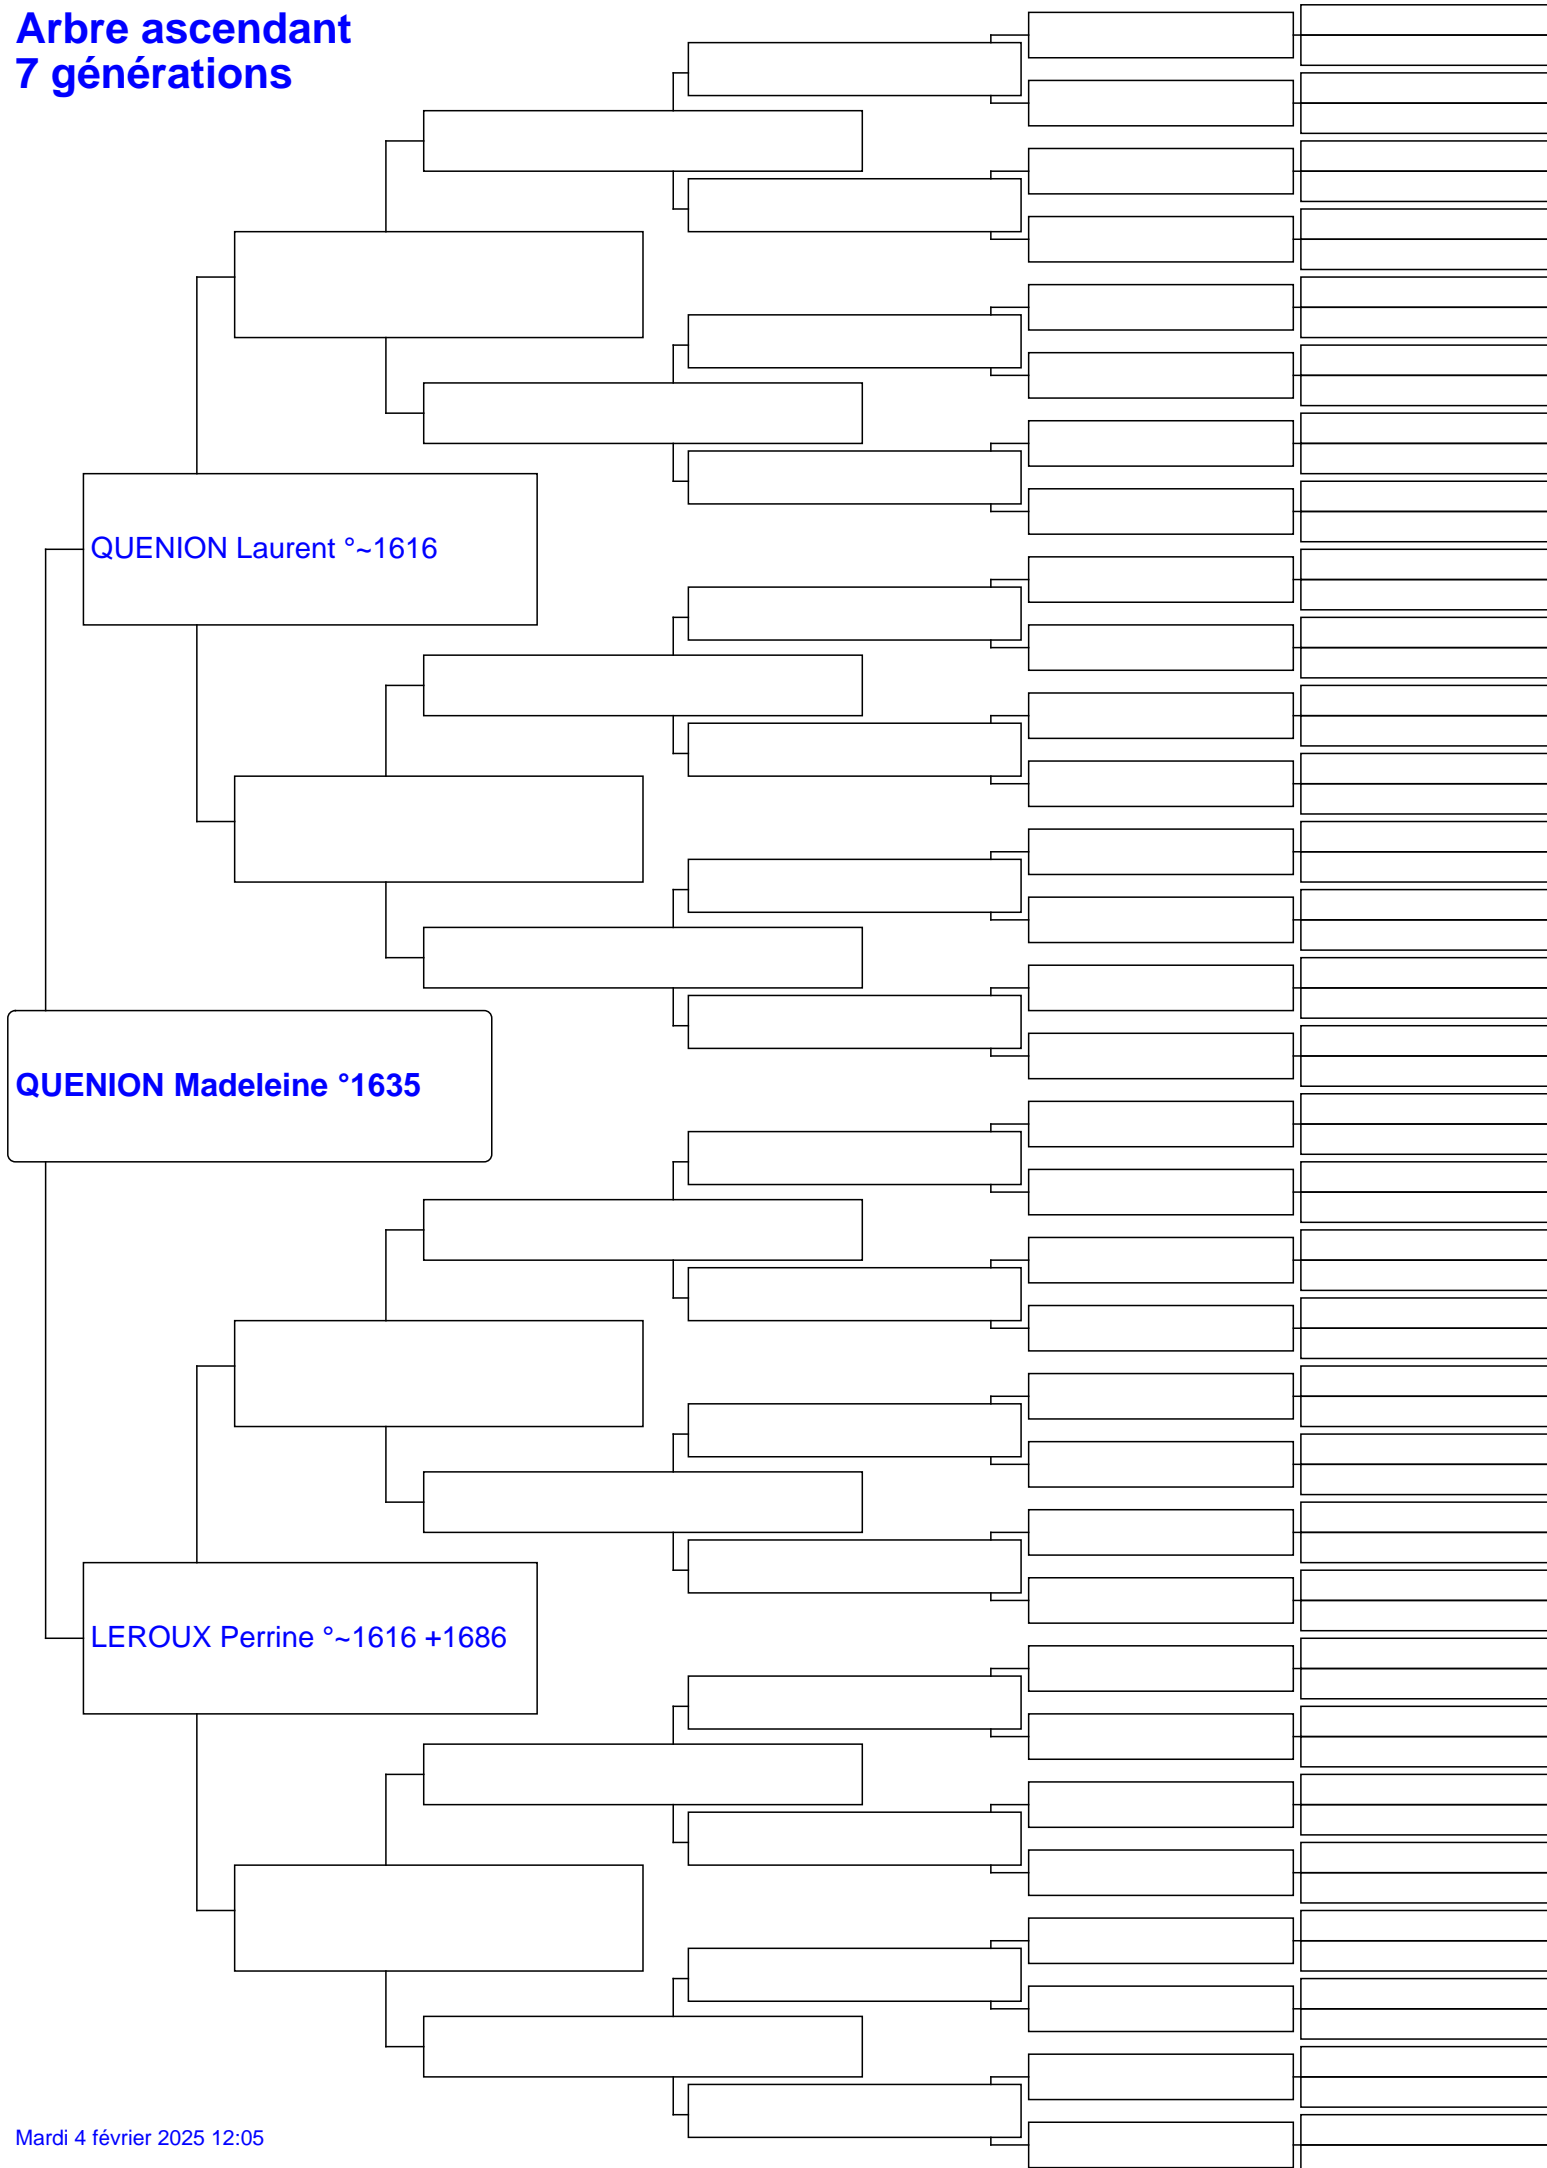 Arbre ascendant
7 générations
QUENION Laurent °~1616
QUENION Madeleine °1635
LEROUX Perrine °~1616 +1686
Mardi 4 février 2025 12:05